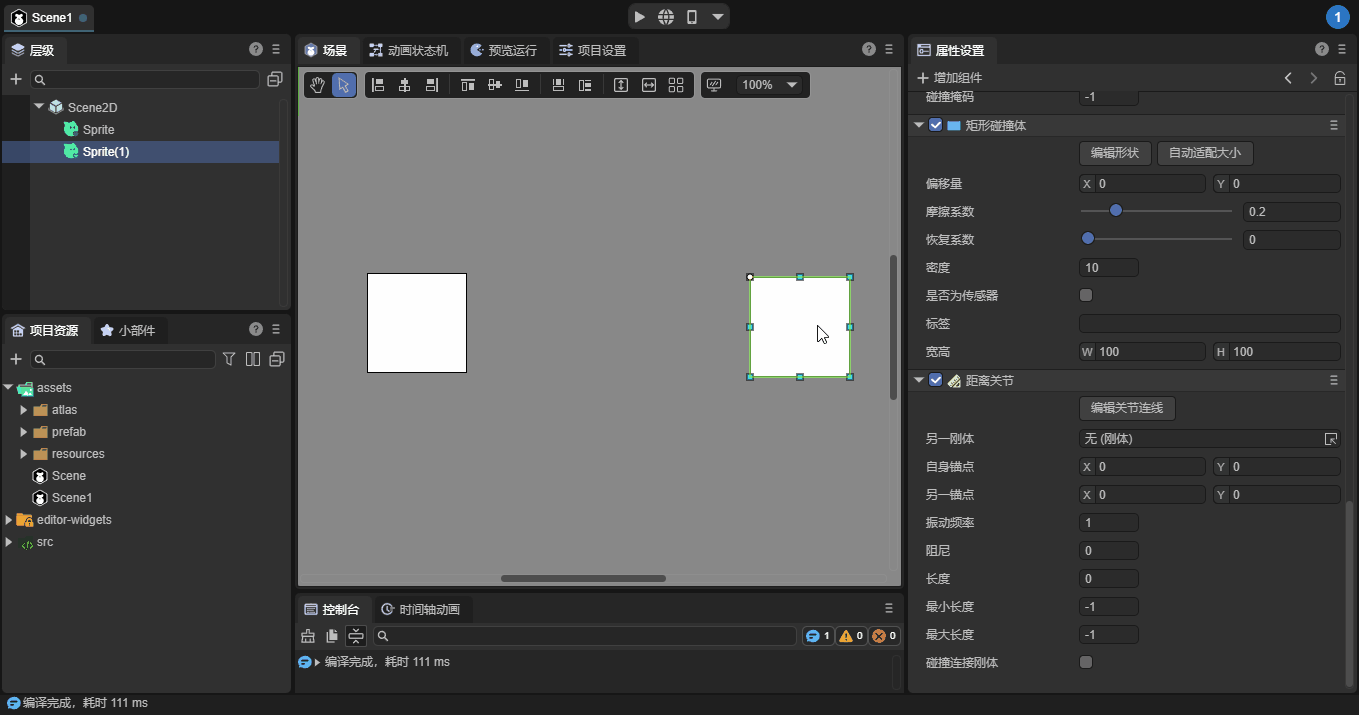 Scene1
1
层级
Scene2D
Sprite
Sprite(1)
项目资源
小部件
assets
atlas
prefab
resources
Scene
Scene1
editor-widgets
src
场景
动画状态机
预览运行
项目设置
100%
控制台
时间轴动画
1
0
0
编译完成，耗时 111 ms
属性设置
增加组件
碰撞掩码 -1
矩形碰撞体
编辑形状 自动适配大小
偏移量 X 0 Y 0
摩擦系数 0.2
恢复系数 0
密度 10
是否为传感器
标签
宽高 W 100 H 100
距离关节
编辑关节连线
另一刚体 无 (刚体)
自身锚点 X 0 Y 0
另一锚点 X 0 Y 0
振动频率 1
阻尼 0
长度 0
最小长度 -1
最大长度 -1
碰撞连接刚体
编译完成，耗时 111 ms